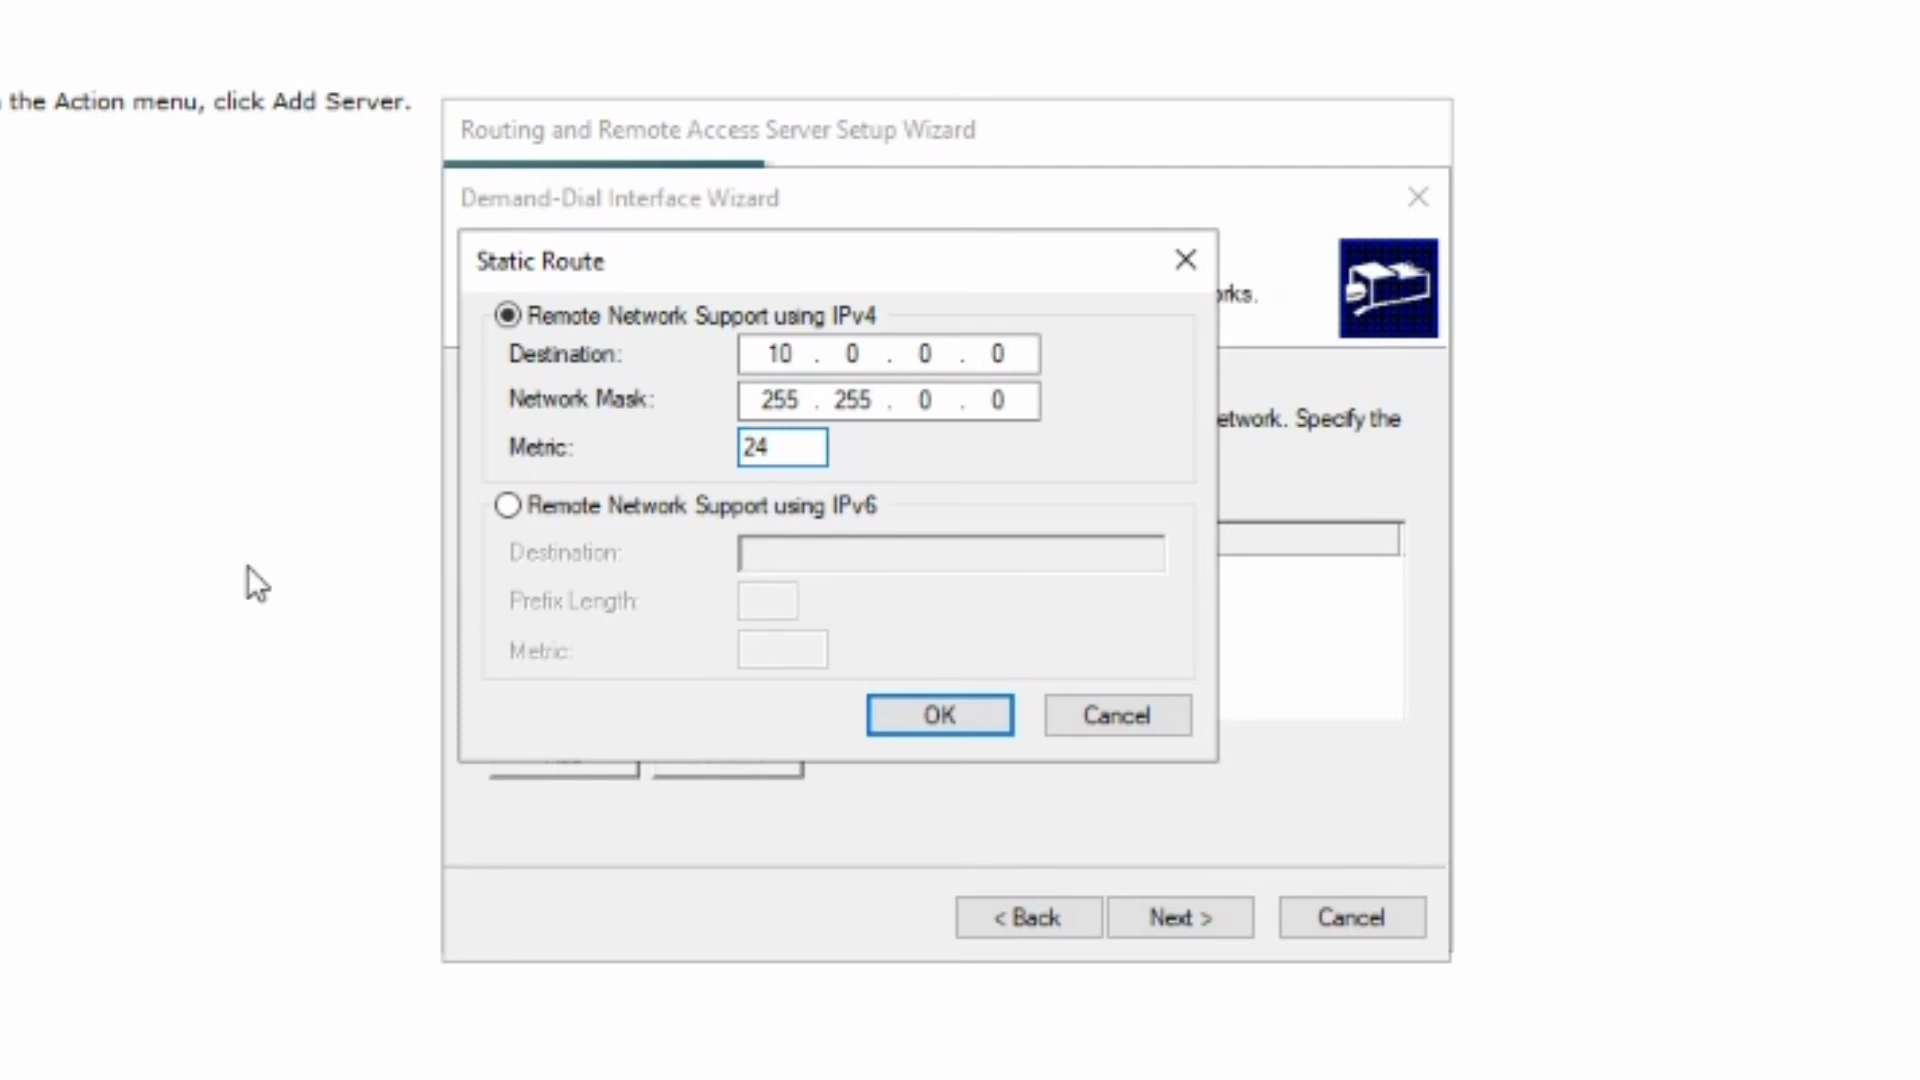 the Action menu, click Add Server.
Routing and Remote Access Server Setup Wizard
Demand-Dial Interface Wizard
Static Route
Remote Network Support using IPv4
Destination: 10 . 0 . 0 . 0
Network Mask: 255 . 255 . 0 . 0
Metric: 24
etwork. Specify the
Remote Network Support using IPv6
Destination:
Prefix Length:
Metric:
OK Cancel
< Back Next > Cancel